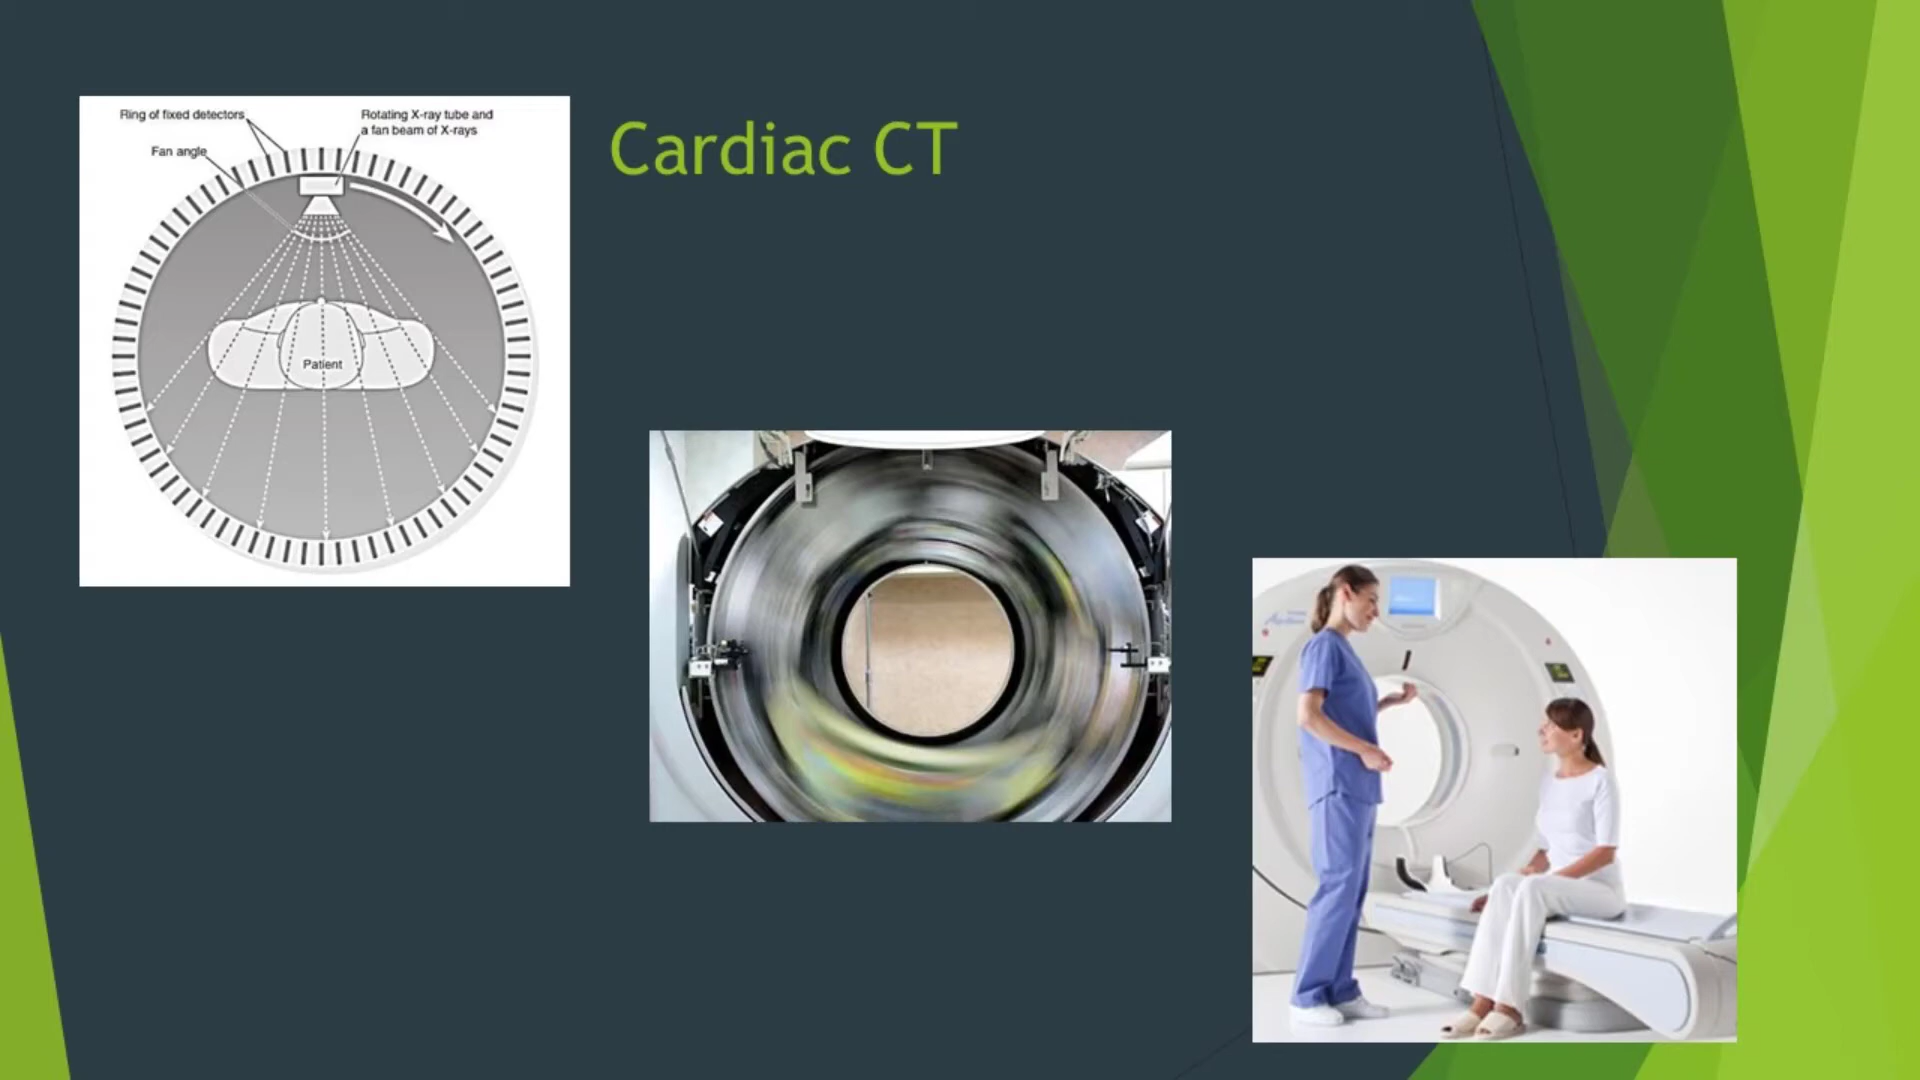 Ring of fixed detectors
Rotating X-ray tube and
a fan beam of X-rays
Fan angle
Patient
Cardiac CT